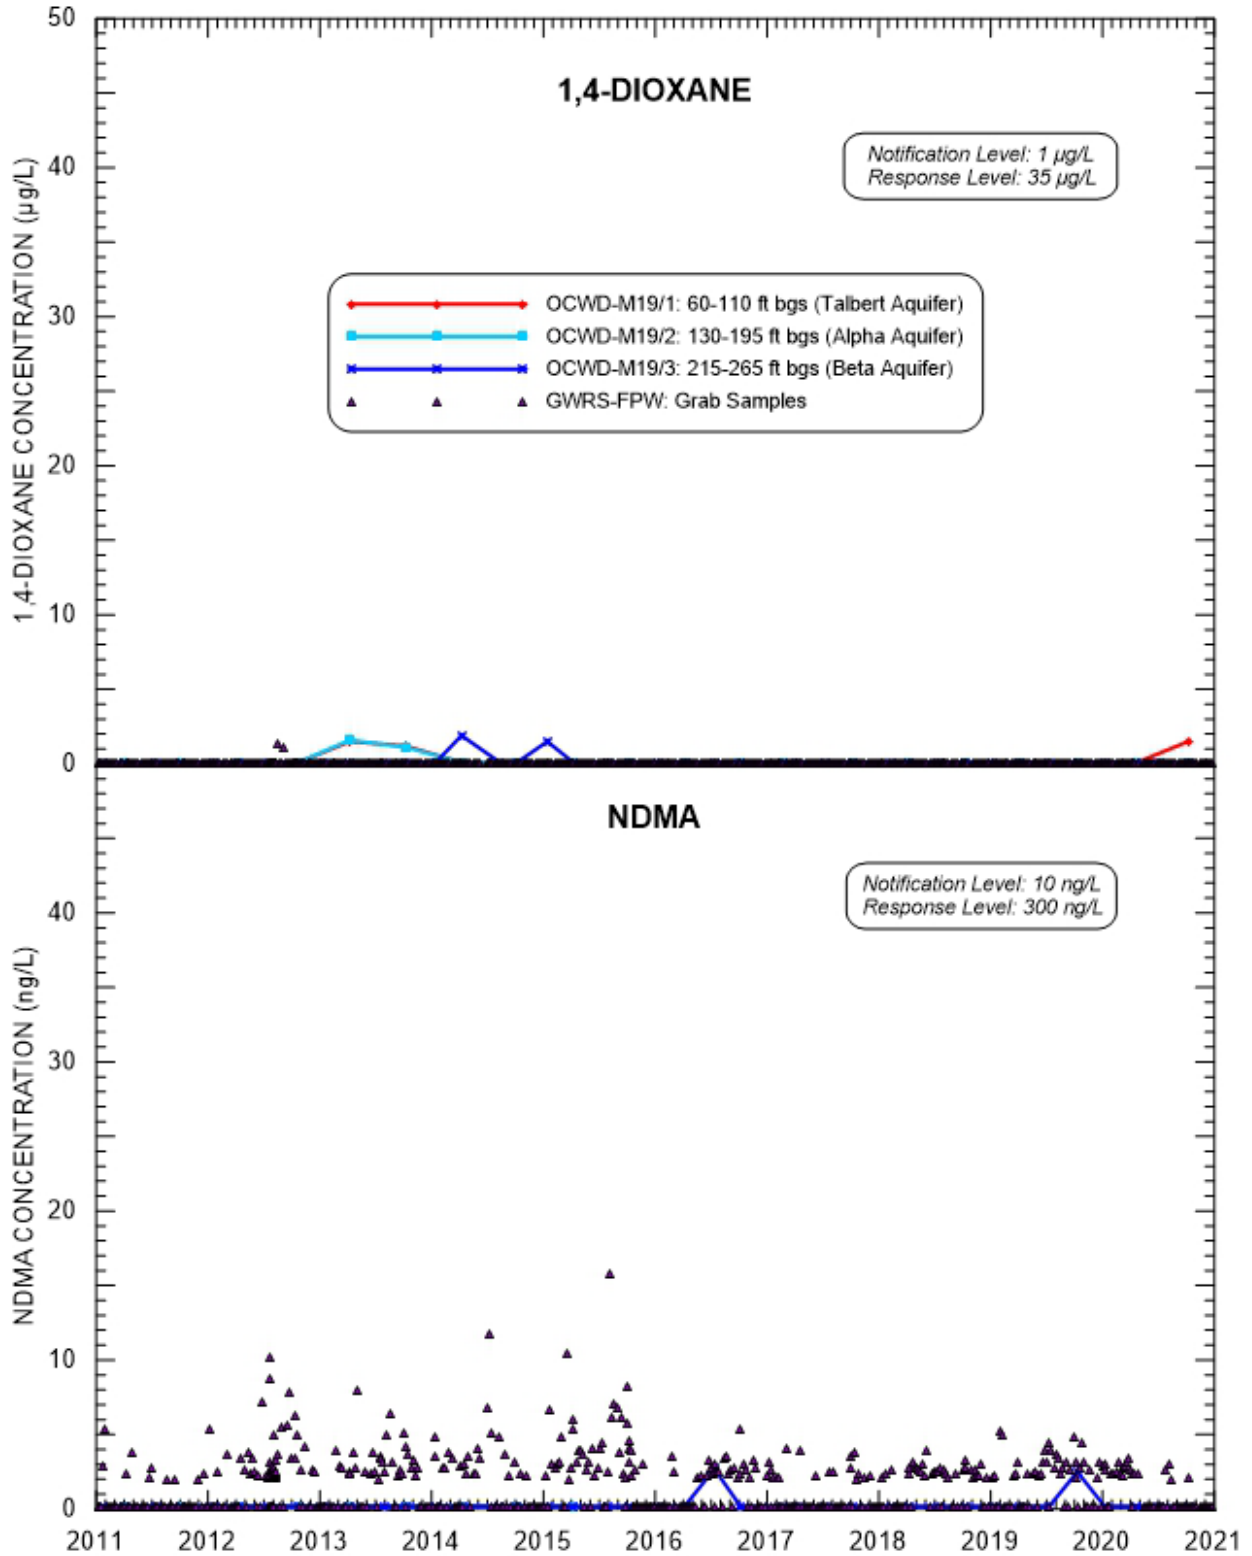 50
1,4-DIOXANE
Notification Level: 1 µg/L
Response Level: 35 µg/L
40
1,4-DIOXANE CONCENTRATION (µg/L)
30
OCWD-M19/1: 60-110 ft bgs (Talbert Aquifer)
OCWD-M19/2: 130-195 ft bgs (Alpha Aquifer)
OCWD-M19/3: 215-265 ft bgs (Beta Aquifer)
GWRS-FPW: Grab Samples
20
10
0
NDMA
Notification Level: 10 ng/L
Response Level: 300 ng/L
40
NDMA CONCENTRATION (ng/L)
30
20
10
0
2011 2012 2013 2014 2015 2016 2017 2018 2019 2020 2021